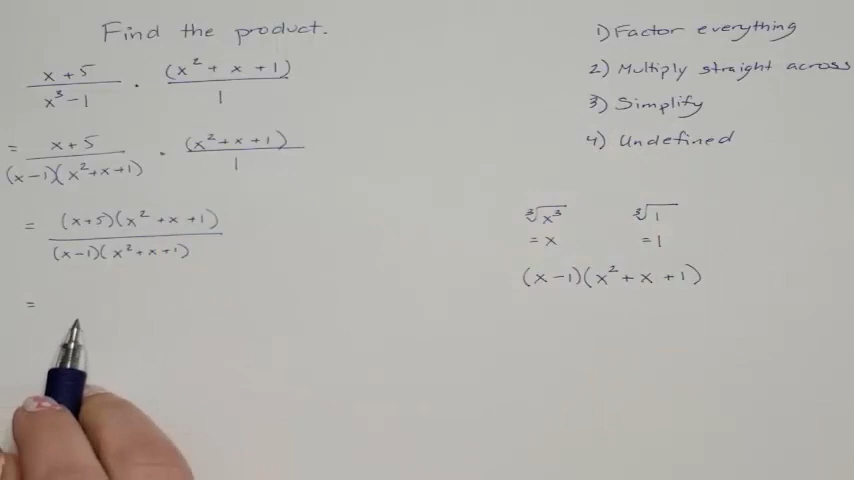 Find the product.
x + 5 / x³ - 1 · (x² + x + 1) / 1
= x + 5 / (x - 1)(x² + x + 1) · (x² + x + 1) / 1
= (x + 5)(x² + x + 1) / (x - 1)(x² + x + 1)
=
1) Factor everything
2) Multiply straight across
3) Simplify
4) Undefined
∛x³ ∛1
= x = 1
(x - 1)(x² + x + 1)